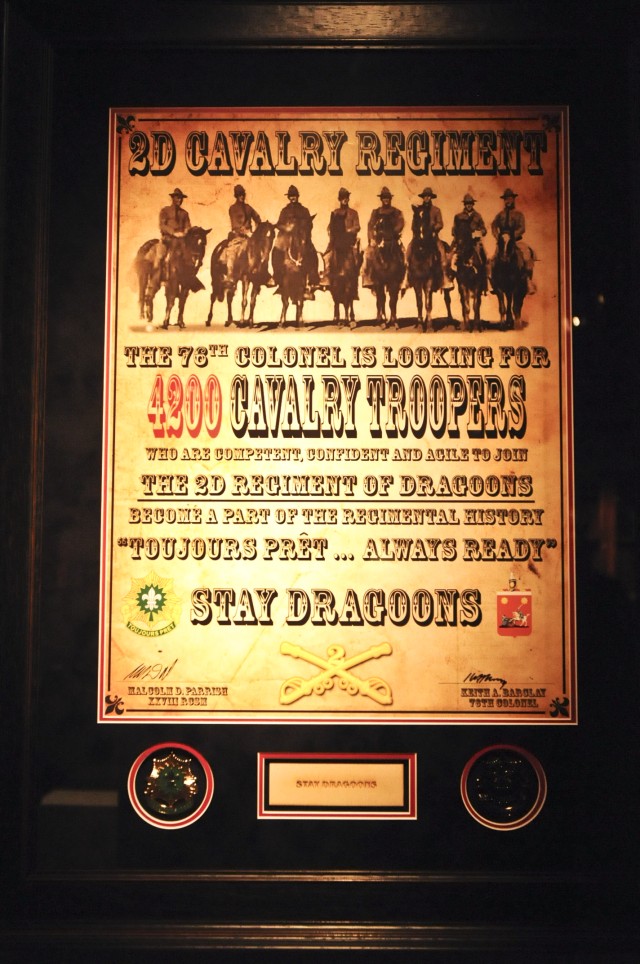 2D CAVALRY REGIMENT
THE 76TH COLONEL IS LOOKING FOR
4200 CAVALRY TROOPERS
WHO ARE COMPETENT, CONFIDENT AND AGILE TO JOIN
THE 2D REGIMENT OF DRAGOONS
BECOME A PART OF THE REGIMENTAL HISTORY
"TOUJOURS PRÊT ... ALWAYS READY"
STAY DRAGOONS
TOUJOURS PRET
2
MALCOLM D. PARRISH
XXVIII RCSM
KEITH A. BARCLAY
76TH COLONEL
STAY DRAGOONS